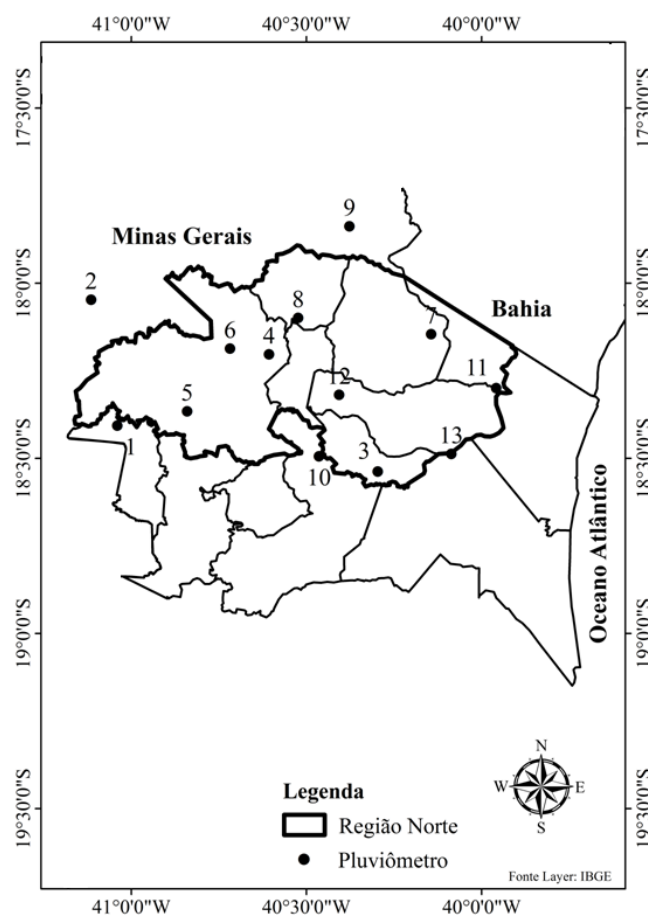 41°0'0"W 40°30'0"W 40°0'0"W
17°30'0"S 17°30'0"S
9
Minas Gerais
18°0'0"S 18°0'0"S
2
Bahia
8
7
6 4
11
12
5
13
1
3
10
18°30'0"S 18°30'0"S
Oceano Atlântico
19°0'0"S 19°0'0"S
N
W E
S
Legenda
Região Norte
Pluviômetro
19°30'0"S 19°30'0"S
Fonte Layer: IBGE
41°0'0"W 40°30'0"W 40°0'0"W